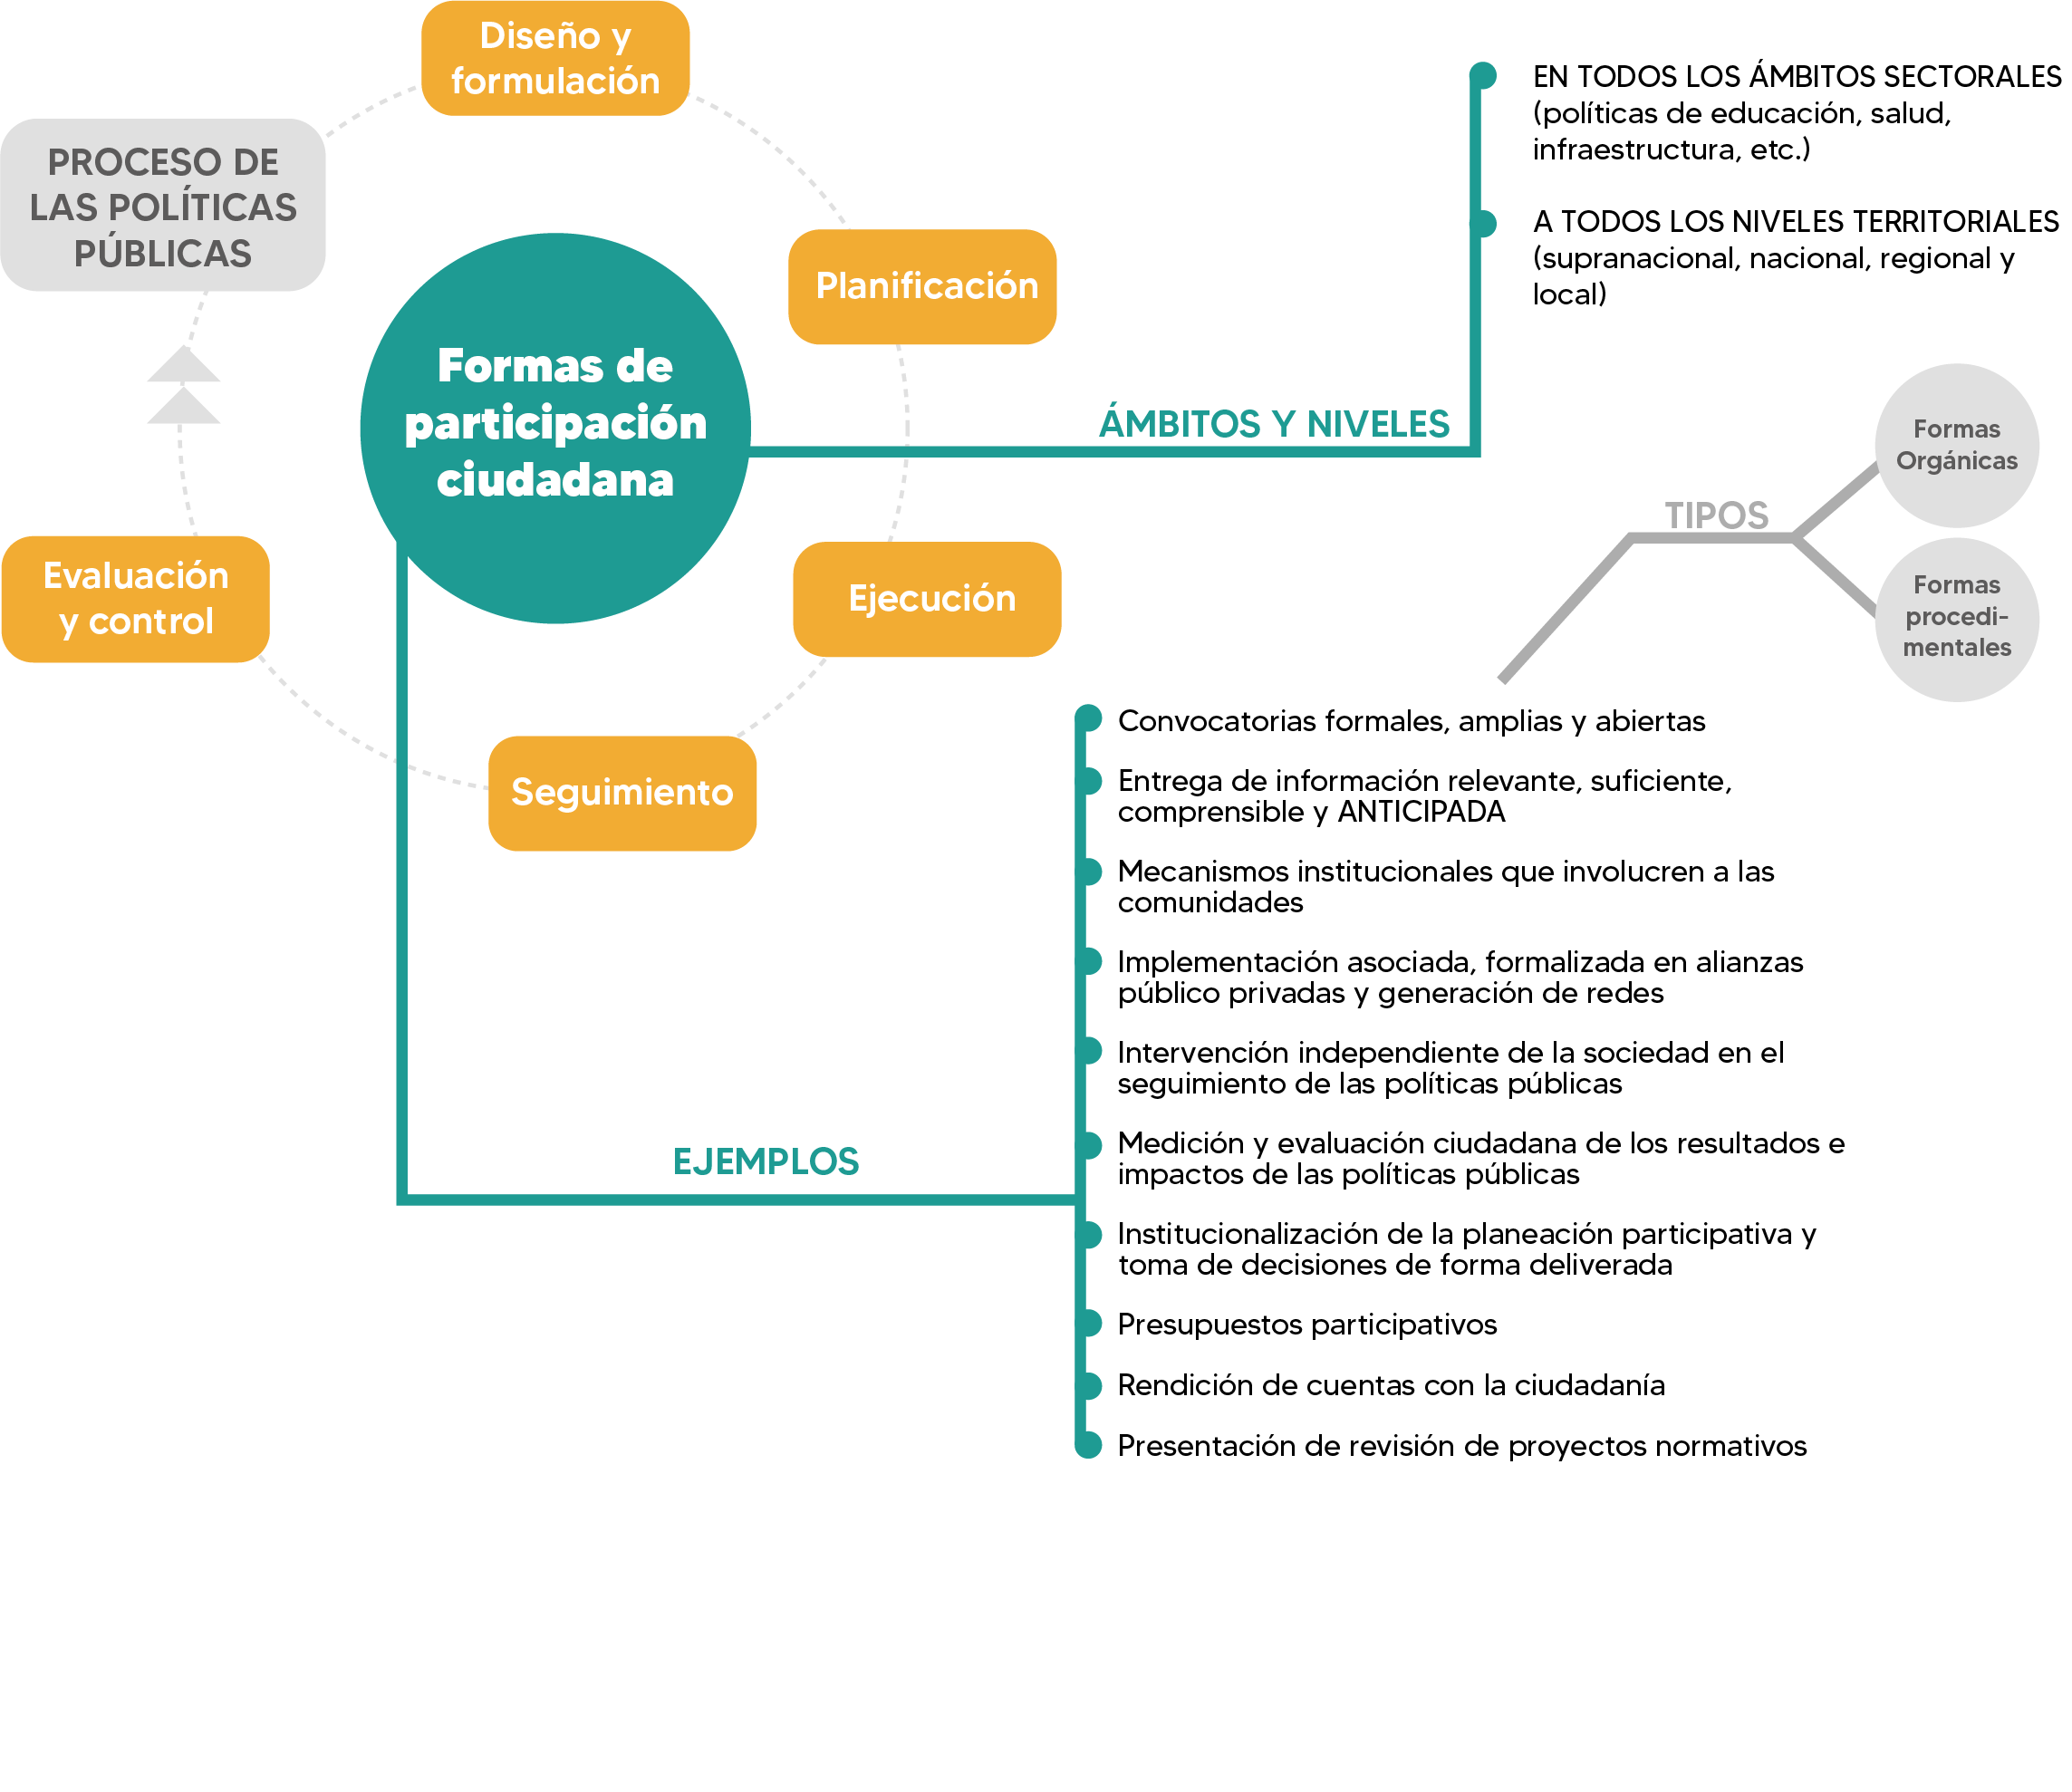 Diseño y
formulación
PROCESO DE
LAS POLÍTICAS
PÚBLICAS
Planificación
Formas de
participación
ciudadana
Evaluación
y control
Ejecución
Seguimiento
ÁMBITOS Y NIVELES
EN TODOS LOS ÁMBITOS SECTORALES
(políticas de educación, salud,
infraestructura, etc.)
A TODOS LOS NIVELES TERRITORIALES
(supranacional, nacional, regional y
local)
TIPOS
Formas
Orgánicas
Formas
procedi-
mentales
EJEMPLOS
Convocatorias formales, amplias y abiertas
Entrega de información relevante, suficiente,
comprensible y ANTICIPADA
Mecanismos institucionales que involucren a las
comunidades
Implementación asociada, formalizada en alianzas
público privadas y generación de redes
Intervención independiente de la sociedad en el
seguimiento de las políticas públicas
Medición y evaluación ciudadana de los resultados e
impactos de las políticas públicas
Institucionalización de la planeación participativa y
toma de decisiones de forma deliverada
Presupuestos participativos
Rendición de cuentas con la ciudadanía
Presentación de revisión de proyectos normativos